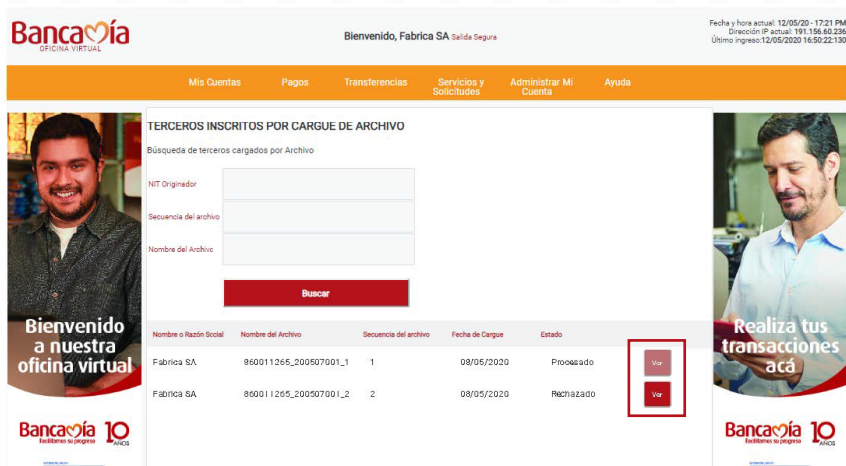 Bancamía
OFICINA VIRTUAL
Bienvenido, Fabrica SA Salida Segura
Fecha y hora actual: 12/05/20 - 17:21 PM
Dirección IP actual: 191.156.60.236
Último ingreso:12/05/2020 16:50:22:130
Mis Cuentas Pagos Transferencias Servicios y Solicitudes Administrar Mi Cuenta Ayuda
TERCEROS INSCRITOS POR CARGUE DE ARCHIVO
Búsqueda de terceros cargados por Archivo
NIT Originador
Secuencia del archivo
Nombre del Archivo
Buscar
Nombre o Razón Social Nombre del Archivo Secuencia del archivo Fecha de Cargue Estado
Fabrica SA 860011265_200507001_1 1 08/05/2020 Procesado Ver
Fabrica SA 860011265_200507001_2 2 08/05/2020 Rechazado Ver
Bienvenido
a nuestra
oficina virtual
Bancamía 10 AÑOS
Facilitamos su progreso
Realiza tus
transacciones
acá
Bancamía 10 AÑOS
Facilitamos su progreso